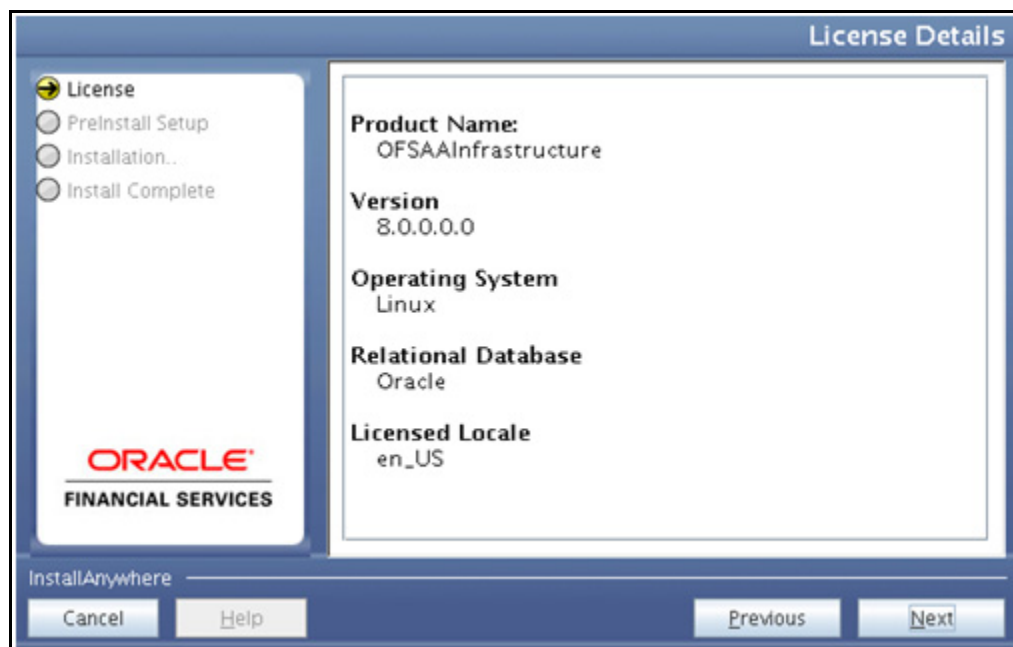 License Details
License
PreInstall Setup
Installation..
Install Complete
ORACLE
FINANCIAL SERVICES
Product Name:
OFSAAInfrastructure
Version
8.0.0.0.0
Operating System
Linux
Relational Database
Oracle
Licensed Locale
en_US
InstallAnywhere
Cancel
Help
Previous
Next